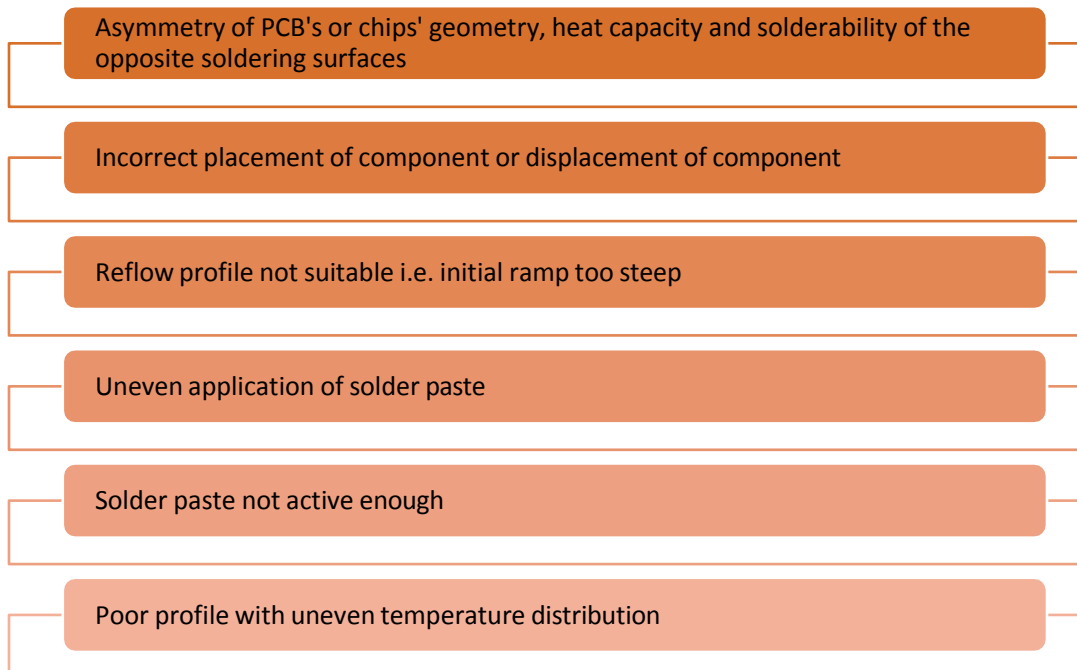 Asymmetry of PCB's or chips' geometry, heat capacity and solderability of the
opposite soldering surfaces
Incorrect placement of component or displacement of component
Reflow profile not suitable i.e. initial ramp too steep
Uneven application of solder paste
Solder paste not active enough
Poor profile with uneven temperature distribution